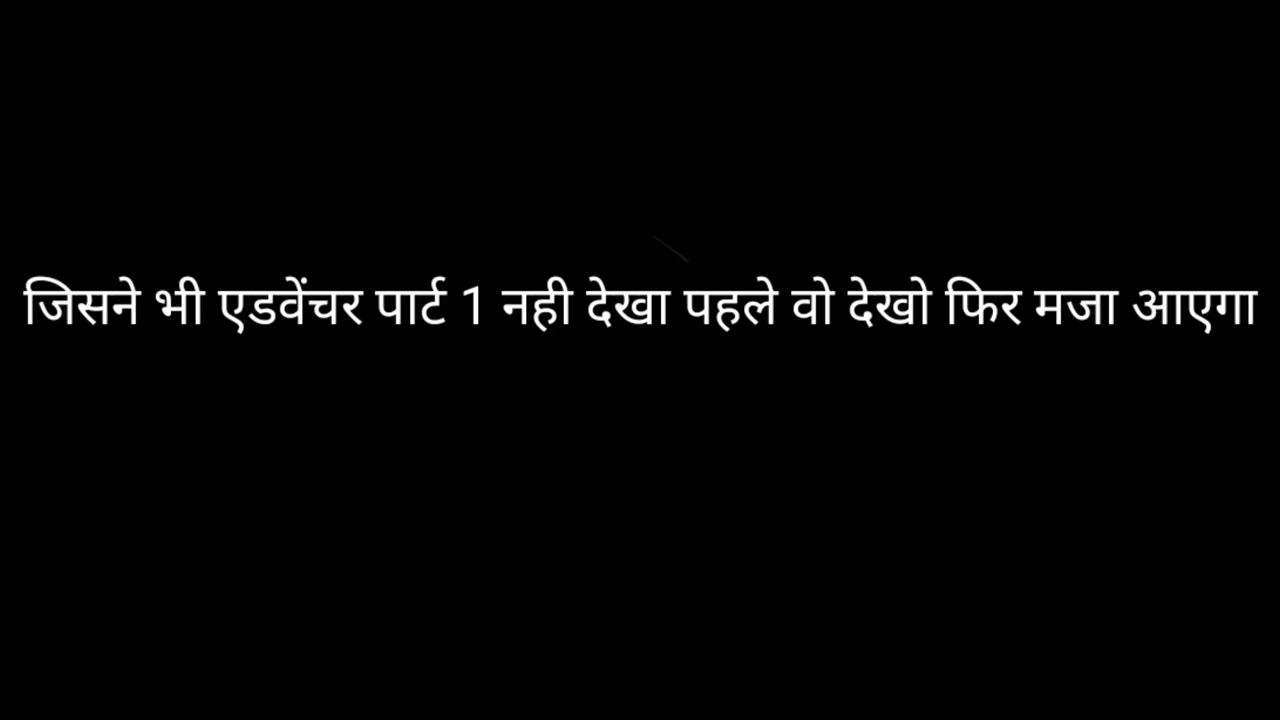 जिसने भी एडवेंचर पार्ट 1 नही देखा पहले वो देखो फिर मजा आएगा